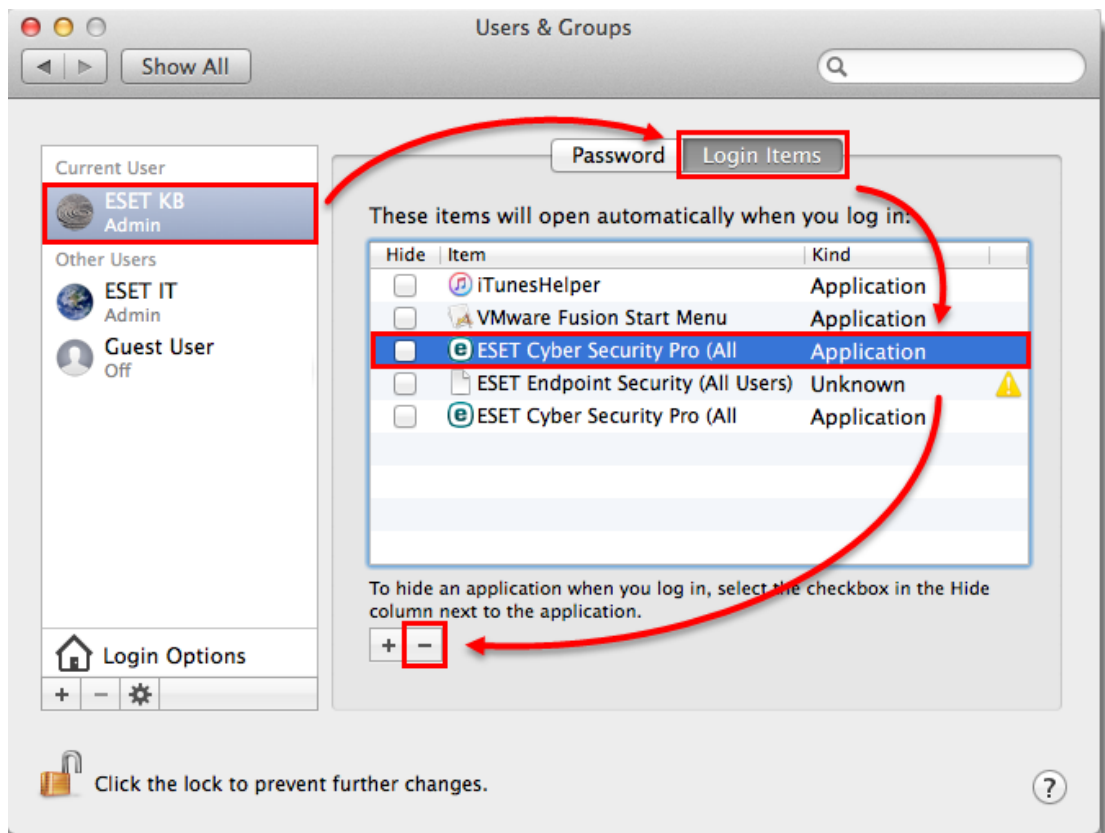 Users & Groups
Show All
Current User
ESET KB
Admin
Other Users
ESET IT
Admin
Guest User
Off
Login Options
Password
Login Items
These items will open automatically when you log in:
Hide Item Kind
iTunesHelper Application
VMware Fusion Start Menu Application
ESET Cyber Security Pro (All Application
ESET Endpoint Security (All Users) Unknown
ESET Cyber Security Pro (All Application
To hide an application when you log in, select the checkbox in the Hide
column next to the application.
+ −
+ −
Click the lock to prevent further changes.
?